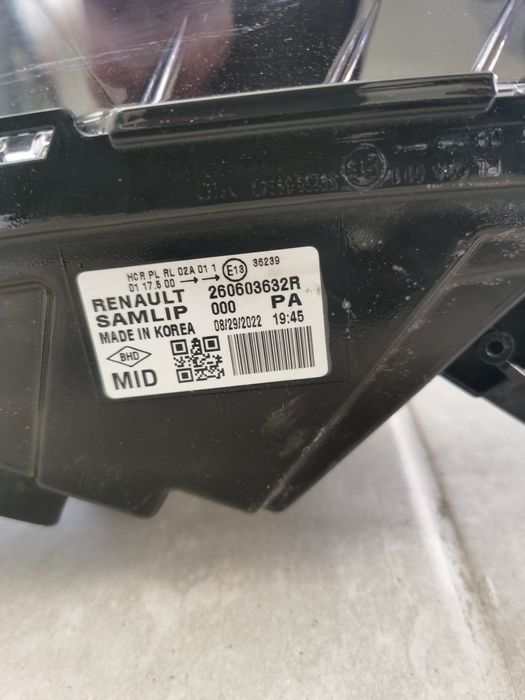 HCR PL RL 02A 01 1 E13 36239
01 17.5 00 → →
RENAULT 260603632R
SAMLIP 000 PA
MADE IN KOREA 08/29/2022 19:45
BHD
MID